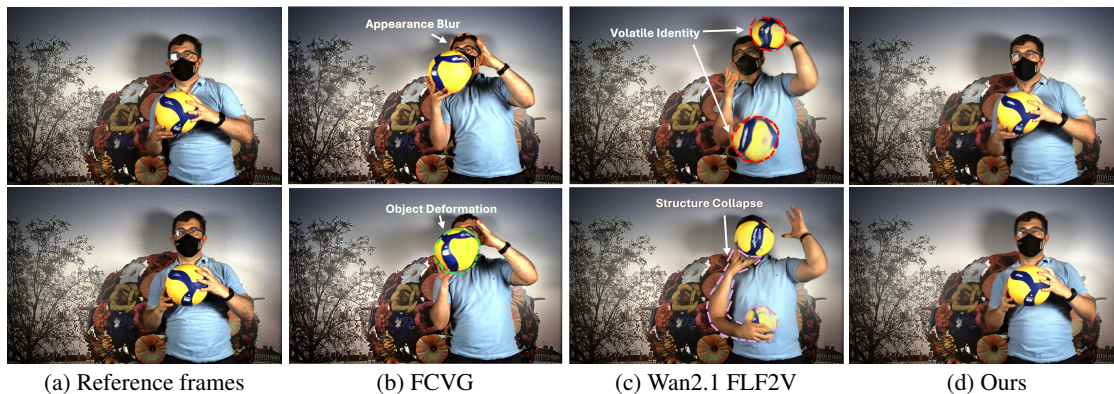 Appearance Blur
Volatile Identity
Object Deformation
Structure Collapse
(a) Reference frames
(b) FCVG
(c) Wan2.1 FLF2V
(d) Ours